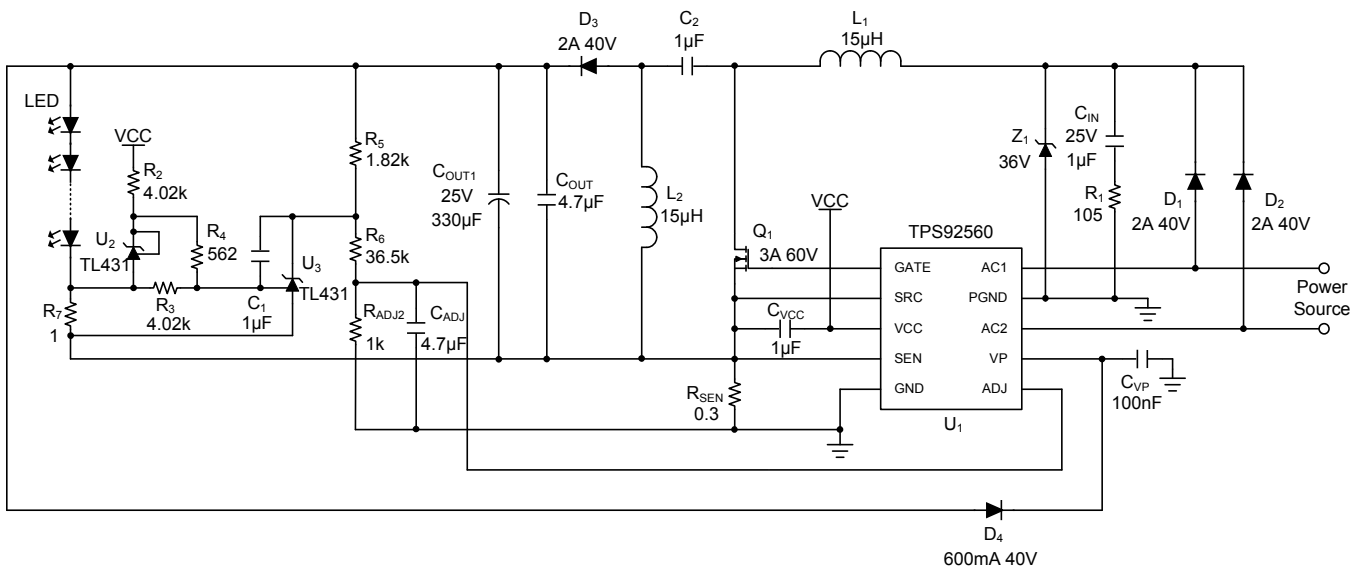 D3
2A 40V
C2
1µF
L1
15µH
LED
VCC
R2
4.02k
U2
TL431
R4
562
R3
4.02k
C1
1µF
U3
TL431
R7
1
R5
1.82k
R6
36.5k
RADJ2
1k
CADJ
4.7µF
COUT1
25V
330µF
COUT
4.7µF
L2
15µH
Q1
3A 60V
VCC
CVCC
1µF
RSEN
0.3
Z1
36V
CIN
25V
1µF
R1
105
D1
2A 40V
D2
2A 40V
TPS92560
GATE
AC1
SRC
PGND
VCC
AC2
SEN
VP
GND
ADJ
U1
Power
Source
CVP
100nF
D4
600mA 40V